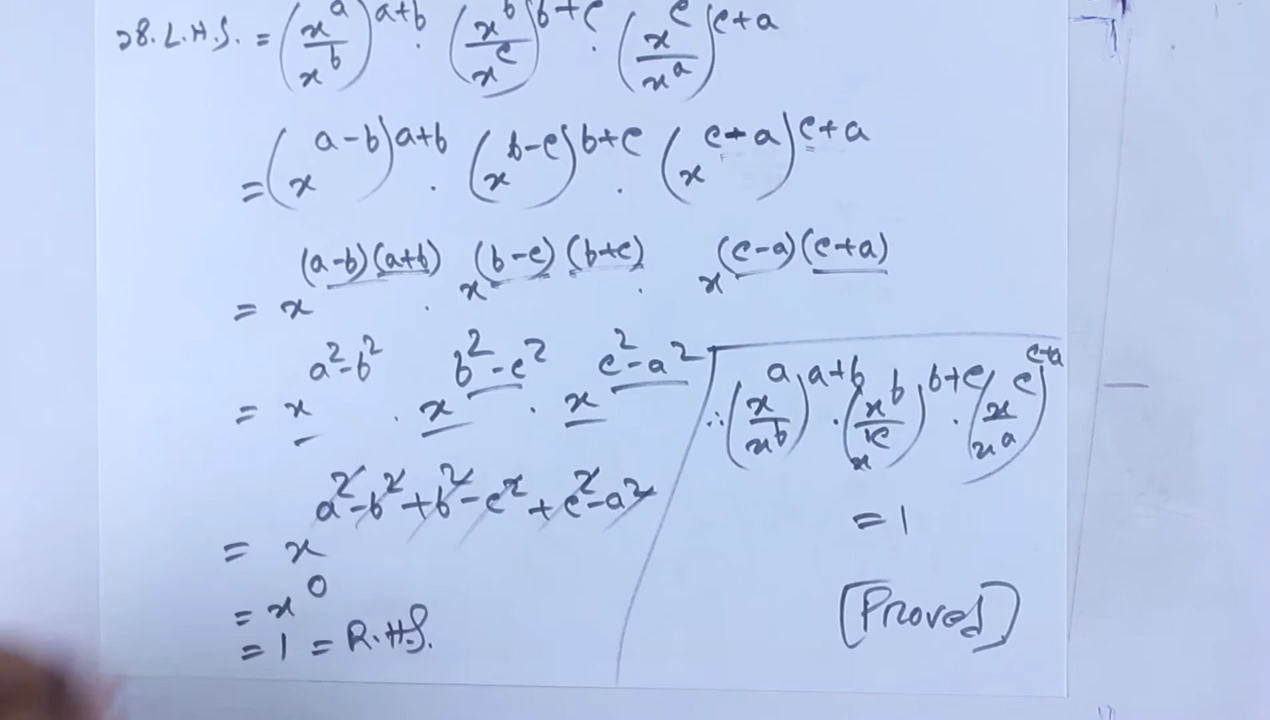 28. L.H.S. = (x^a/x^b)^(a+b) · (x^b/x^c)^(b+c) · (x^c/x^a)^(c+a)
= (x^(a-b))^(a+b) · (x^(b-c))^(b+c) · (x^(c+a))^(c+a)
= x^((a-b)(a+b)) · x^((b-c)(b+c)) · x^((c-a)(c+a))
= x^(a²-b²) · x^(b²-c²) · x^(c²-a²)
= x^(a²-b²+b²-c²+c²-a²)
= x^0
= 1 = R.H.S.
∴ (x^a/x^b)^(a+b) · (x^b/x^c)^(b+c) · (x^c/x^a)^(c+a)
= 1
[Proved]